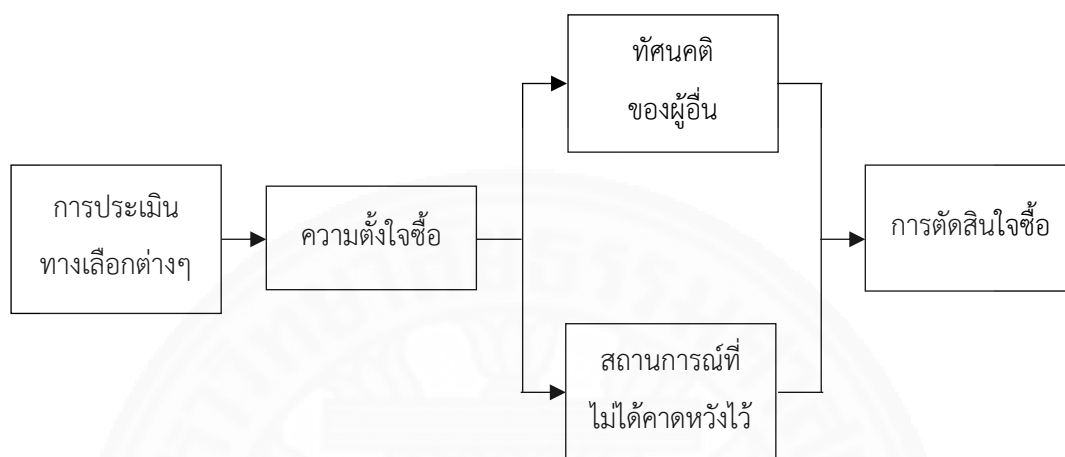 ทัศนคติ
ของผู้อื่น
การประเมิน
ทางเลือกต่างๆ
ความตั้งใจซื้อ
การตัดสินใจซื้อ
สถานการณ์ที่
ไม่ได้คาดหวังไว้